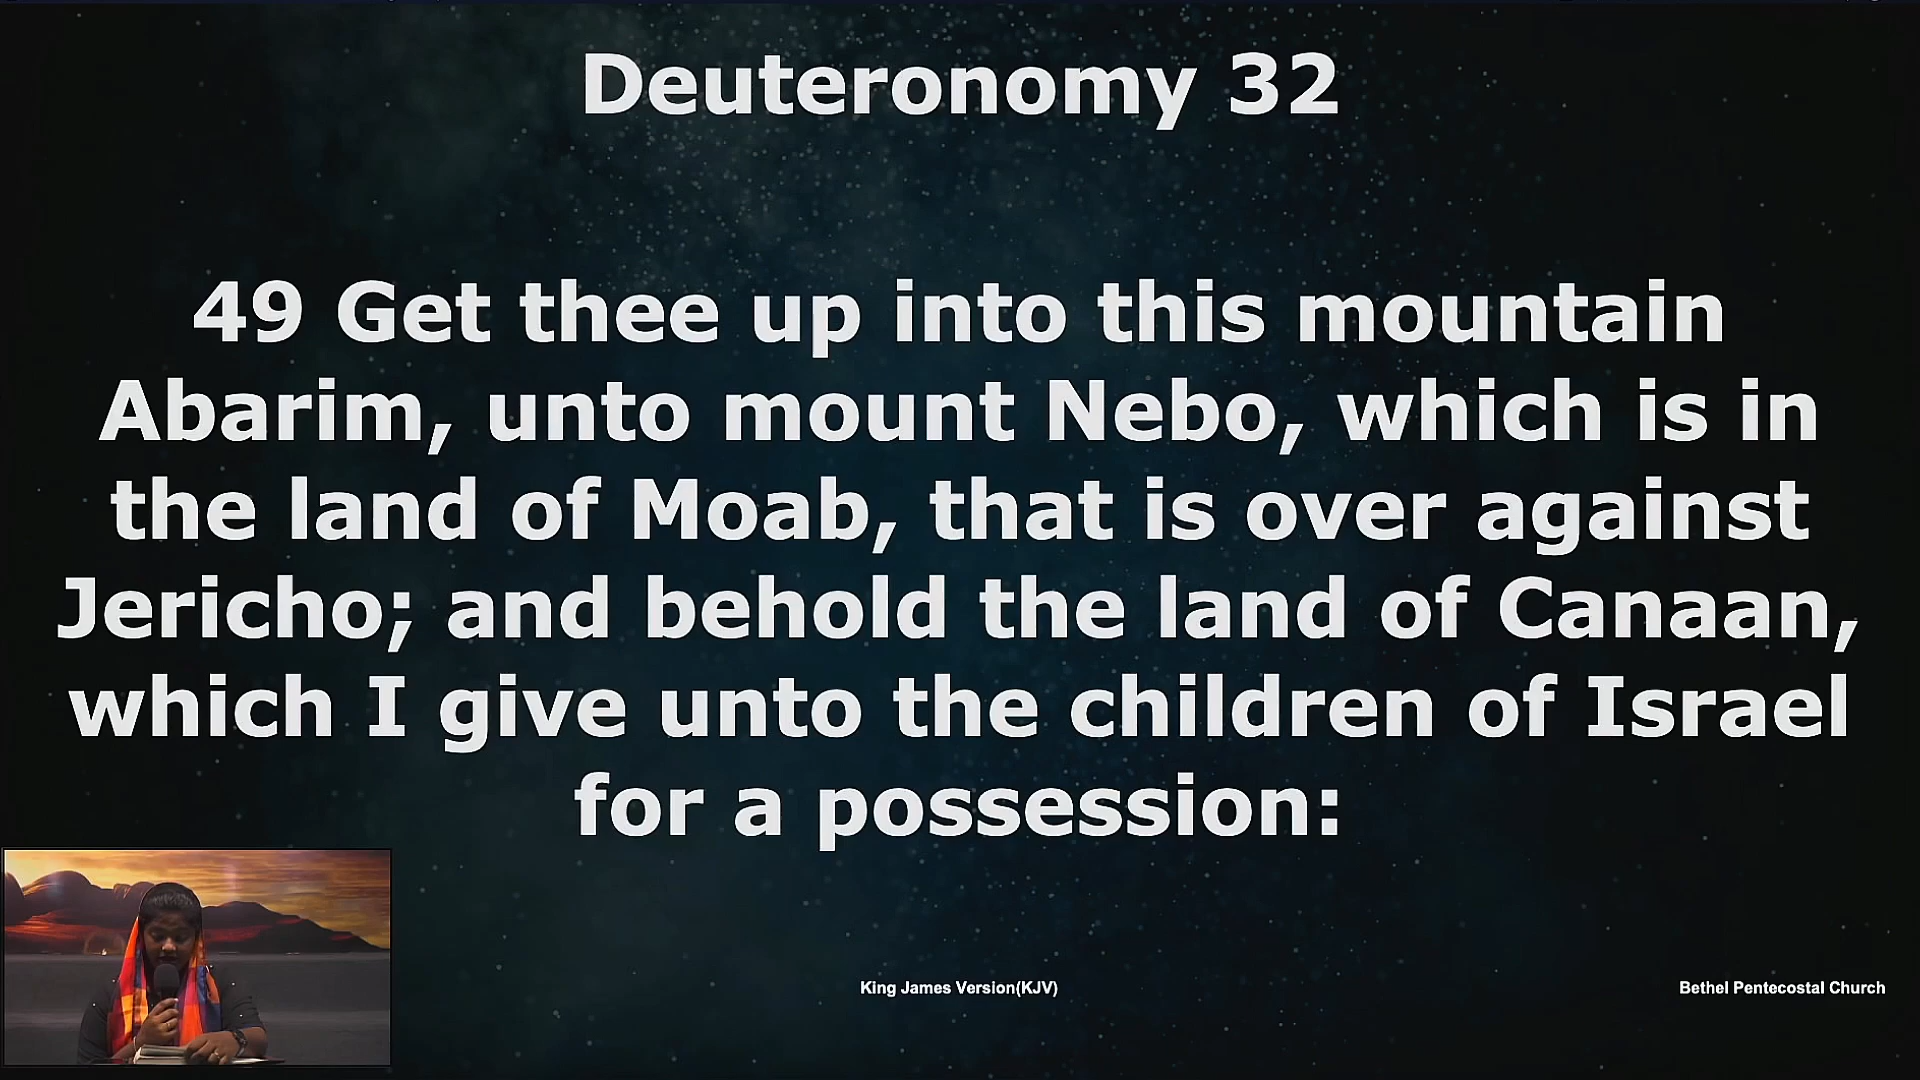 Deuteronomy 32
49 Get thee up into this mountain
Abarim, unto mount Nebo, which is in
the land of Moab, that is over against
Jericho; and behold the land of Canaan,
which I give unto the children of Israel
for a possession:
King James Version(KJV)
Bethel Pentecostal Church